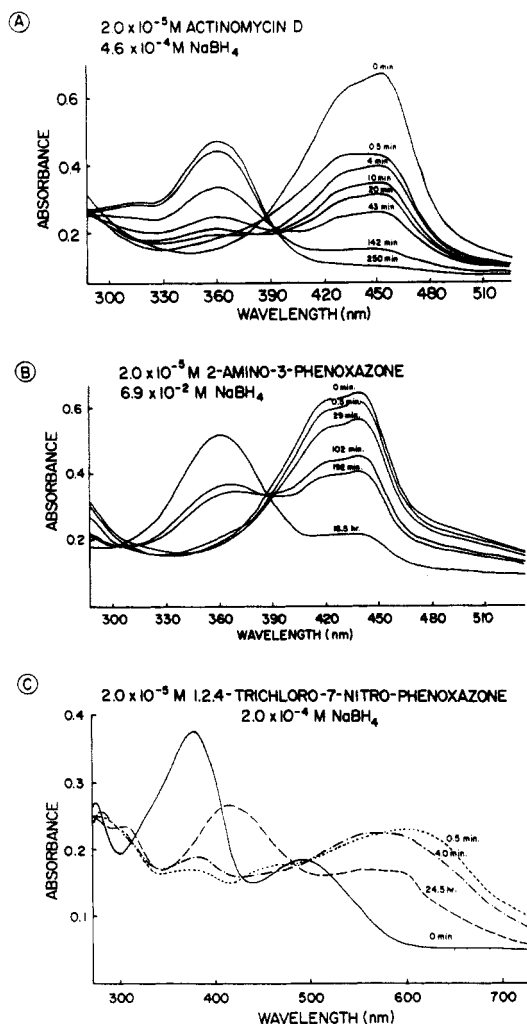 A
2.0 x 10⁻⁵ M ACTINOMYCIN D
4.6 x 10⁻⁴ M NaBH₄
0 min
0.5 min
4 min
10 min
20 min
43 min
142 min
250 min
0.6
0.4
0.2
ABSORBANCE
300 330 360 390 420 450 480 510
WAVELENGTH (nm)
B
2.0 x 10⁻⁵ M 2-AMINO-3-PHENOXAZONE
6.9 x 10⁻² M NaBH₄
0 min.
0.5 min.
29 min.
102 min.
192 min.
18.5 hr.
0.6
0.4
0.2
ABSORBANCE
300 330 360 390 420 450 480 510
WAVELENGTH (nm)
C
2.0 x 10⁻⁵ M 1,2,4-TRICHLORO-7-NITRO-PHENOXAZONE
2.0 x 10⁻⁴ M NaBH₄
0.5 min.
4.0 min.
24.5 hr.
0 min
0.4
0.3
0.2
0.1
ABSORBANCE
300 400 500 600 700
WAVELENGTH (nm)